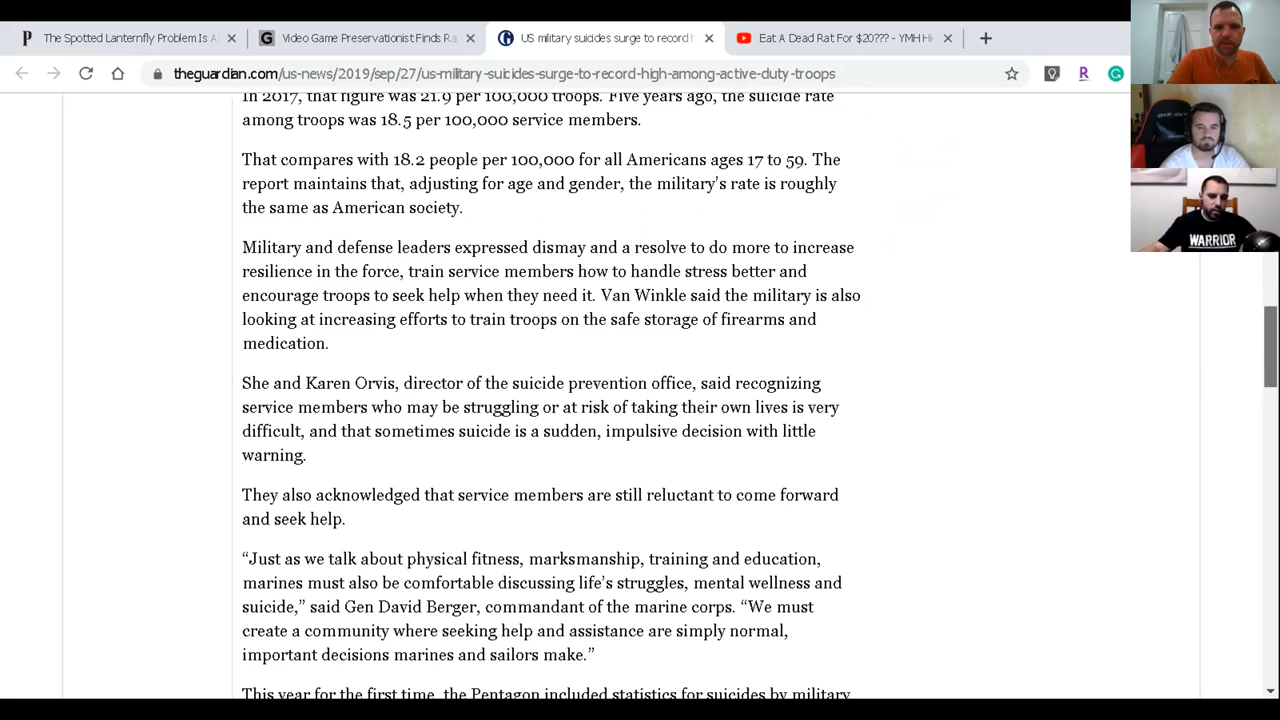 The Spotted Lanternfly Problem Is A
Video Game Preservationist Finds Ra
US military suicides surge to record h
Eat A Dead Rat For $20??? - YMH Hi
theguardian.com/us-news/2019/sep/27/us-military-suicides-surge-to-record-high-among-active-duty-troops
In 2017, that figure was 21.9 per 100,000 troops. Five years ago, the suicide rate
among troops was 18.5 per 100,000 service members.
That compares with 18.2 people per 100,000 for all Americans ages 17 to 59. The
report maintains that, adjusting for age and gender, the military’s rate is roughly
the same as American society.
Military and defense leaders expressed dismay and a resolve to do more to increase
resilience in the force, train service members how to handle stress better and
encourage troops to seek help when they need it. Van Winkle said the military is also
looking at increasing efforts to train troops on the safe storage of firearms and
medication.
She and Karen Orvis, director of the suicide prevention office, said recognizing
service members who may be struggling or at risk of taking their own lives is very
difficult, and that sometimes suicide is a sudden, impulsive decision with little
warning.
They also acknowledged that service members are still reluctant to come forward
and seek help.
“Just as we talk about physical fitness, marksmanship, training and education,
marines must also be comfortable discussing life’s struggles, mental wellness and
suicide,” said Gen David Berger, commandant of the marine corps. “We must
create a community where seeking help and assistance are simply normal,
important decisions marines and sailors make.”
This year for the first time, the Pentagon included statistics for suicides by military
WARRIOR